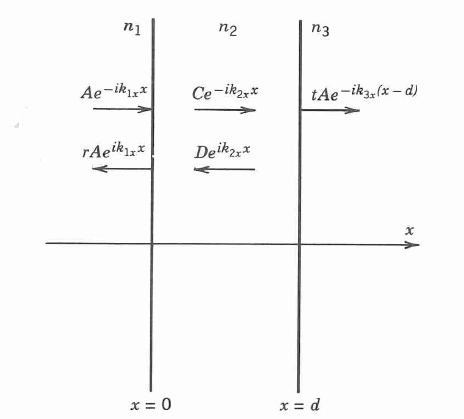 n₁ n₂ n₃
Ae^{-ik_{1x}x} Ce^{-ik_{2x}x} tAe^{-ik_{3x}(x-d)}
rAe^{ik_{1x}x} De^{ik_{2x}x}
x
x = 0 x = d